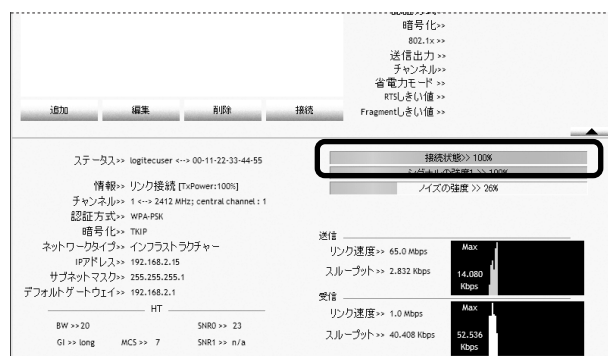 暗号化>>
802.1x >>
送信出力 >>
チャンネル>>
省電力モード >>
RTSしきい値 >>
Fragmentしきい値 >>
追加 編集 削除 接続
ステータス>> logitecuser <--> 00-11-22-33-44-55
情報>> リンク接続 [TxPower:100%]
チャンネル>> 1 <--> 2412 MHz; central channel : 1
認証方式>> WPA-PSK
暗号化>> TKIP
ネットワークタイプ>> インフラストラクチャー
IPアドレス>> 192.168.2.15
サブネットマスク>> 255.255.255.1
デフォルトゲートウェイ>> 192.168.2.1
HT
BW >> 20 SNR0 >> 23
GI >> long MCS >> 7 SNR1 >> n/a
接続状態>> 100%
シグナルの強度1 >> 100%
ノイズの強度 >> 26%
送信
リンク速度>> 65.0 Mbps
スループット>> 2.832 Kbps
Max
14.080
Kbps
受信
リンク速度>> 1.0 Mbps
スループット>> 40.408 Kbps
Max
52.536
Kbps